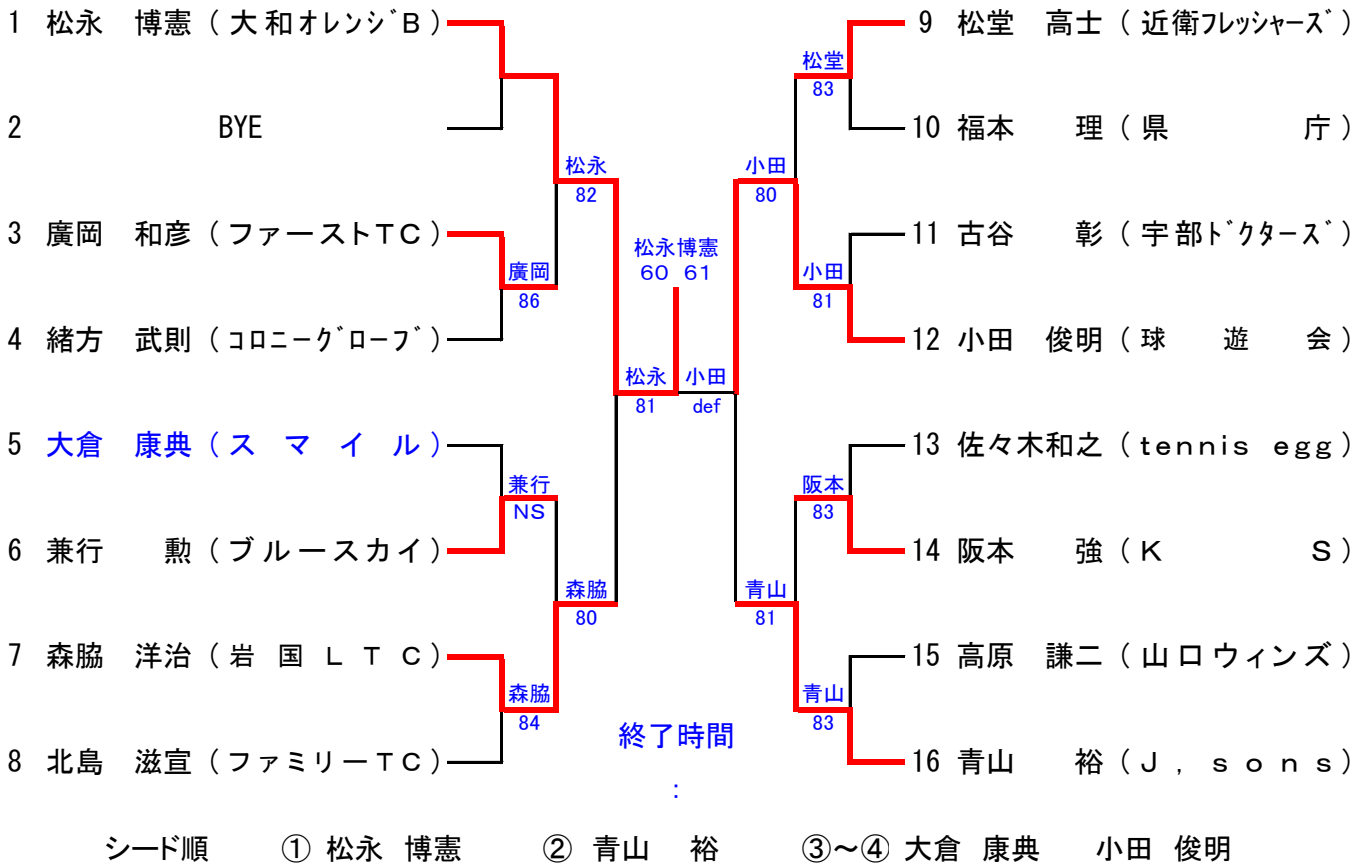 1 松永 博憲 ( 大和オレンジB )
9 松堂 高士 ( 近衛フレッシャーズ )
松堂
83
2 BYE
10 福本 理 ( 県 庁 )
松永
82
小田
80
3 廣岡 和彦 ( ファーストTC )
11 古谷 彰 ( 宇部ドクターズ )
松永博憲
60 61
廣岡
86
小田
81
4 緒方 武則 ( コロニーグローブ )
12 小田 俊明 ( 球 遊 会 )
松永 小田
81 def
5 大倉 康典 ( ス マ イ ル )
13 佐々木和之 ( tennis egg )
兼行
NS
阪本
83
6 兼行 勲 ( ブルースカイ )
14 阪本 強 ( K S )
森脇
80
青山
81
7 森脇 洋治 ( 岩 国 L T C )
15 高原 謙二 ( 山口ウィンズ )
森脇
84
青山
83
終了時間
:
8 北島 滋宣 ( ファミリーTC )
16 青山 裕 ( J , s o n s )
シード順 ① 松永 博憲 ② 青山 裕 ③～④ 大倉 康典 小田 俊明